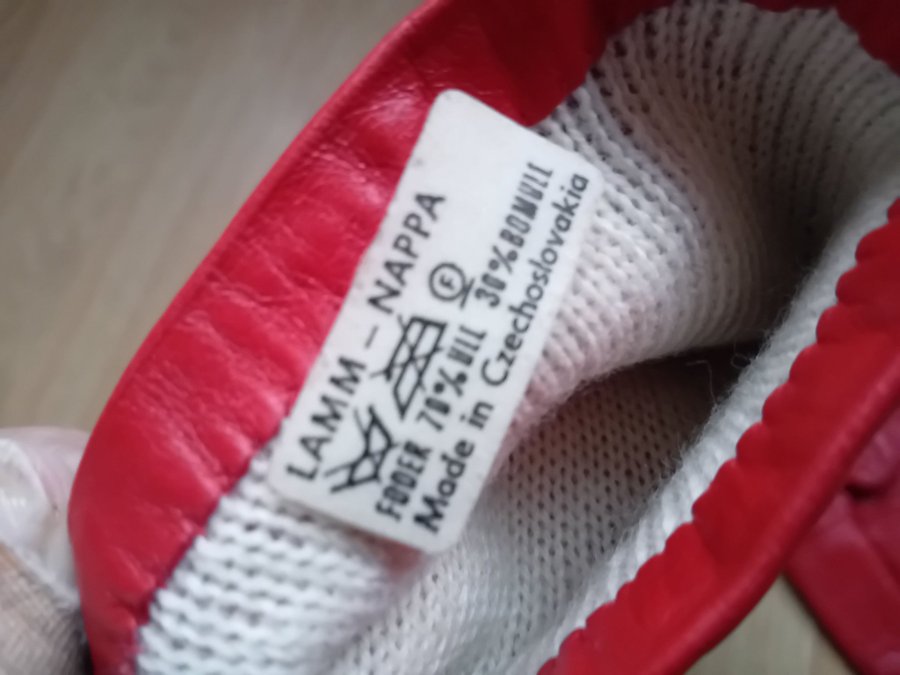 LAMM – NAPPA
F
FODER 70% ULL 30% BOMULL
Made in Czechoslovakia